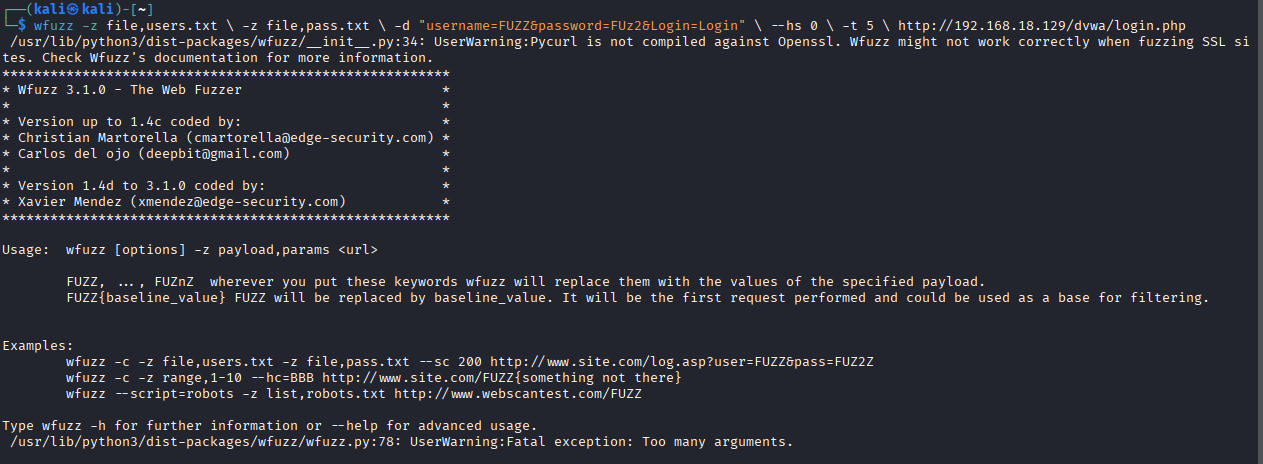 ┌──(kali㉿kali)-[~]
└─$ wfuzz -z file,users.txt \ -z file,pass.txt \ -d "username=FUZZ&password=FUz2&Login=Login" \ --hs 0 \ -t 5 \ http://192.168.18.129/dvwa/login.php
/usr/lib/python3/dist-packages/wfuzz/__init__.py:34: UserWarning:Pycurl is not compiled against Openssl. Wfuzz might not work correctly when fuzzing SSL si
tes. Check Wfuzz's documentation for more information.
********************************************************
* Wfuzz 3.1.0 - The Web Fuzzer                         *
*                                                      *
* Version up to 1.4c coded by:                         *
* Christian Martorella (cmartorella@edge-security.com) *
* Carlos del ojo (deepbit@gmail.com)                   *
*                                                      *
* Version 1.4d to 3.1.0 coded by:                      *
* Xavier Mendez (xmendez@edge-security.com)            *
********************************************************
Usage:  wfuzz [options] -z payload,params <url>
FUZZ, ..., FUZnZ  wherever you put these keywords wfuzz will replace them with the values of the specified payload.
FUZZ{baseline_value} FUZZ will be replaced by baseline_value. It will be the first request performed and could be used as a base for filtering.
Examples:
wfuzz -c -z file,users.txt -z file,pass.txt --sc 200 http://www.site.com/log.asp?user=FUZZ&pass=FUZ2Z
wfuzz -c -z range,1-10 --hc=BBB http://www.site.com/FUZZ{something not there}
wfuzz --script=robots -z list,robots.txt http://www.webscantest.com/FUZZ
Type wfuzz -h for further information or --help for advanced usage.
/usr/lib/python3/dist-packages/wfuzz/wfuzz.py:78: UserWarning:Fatal exception: Too many arguments.